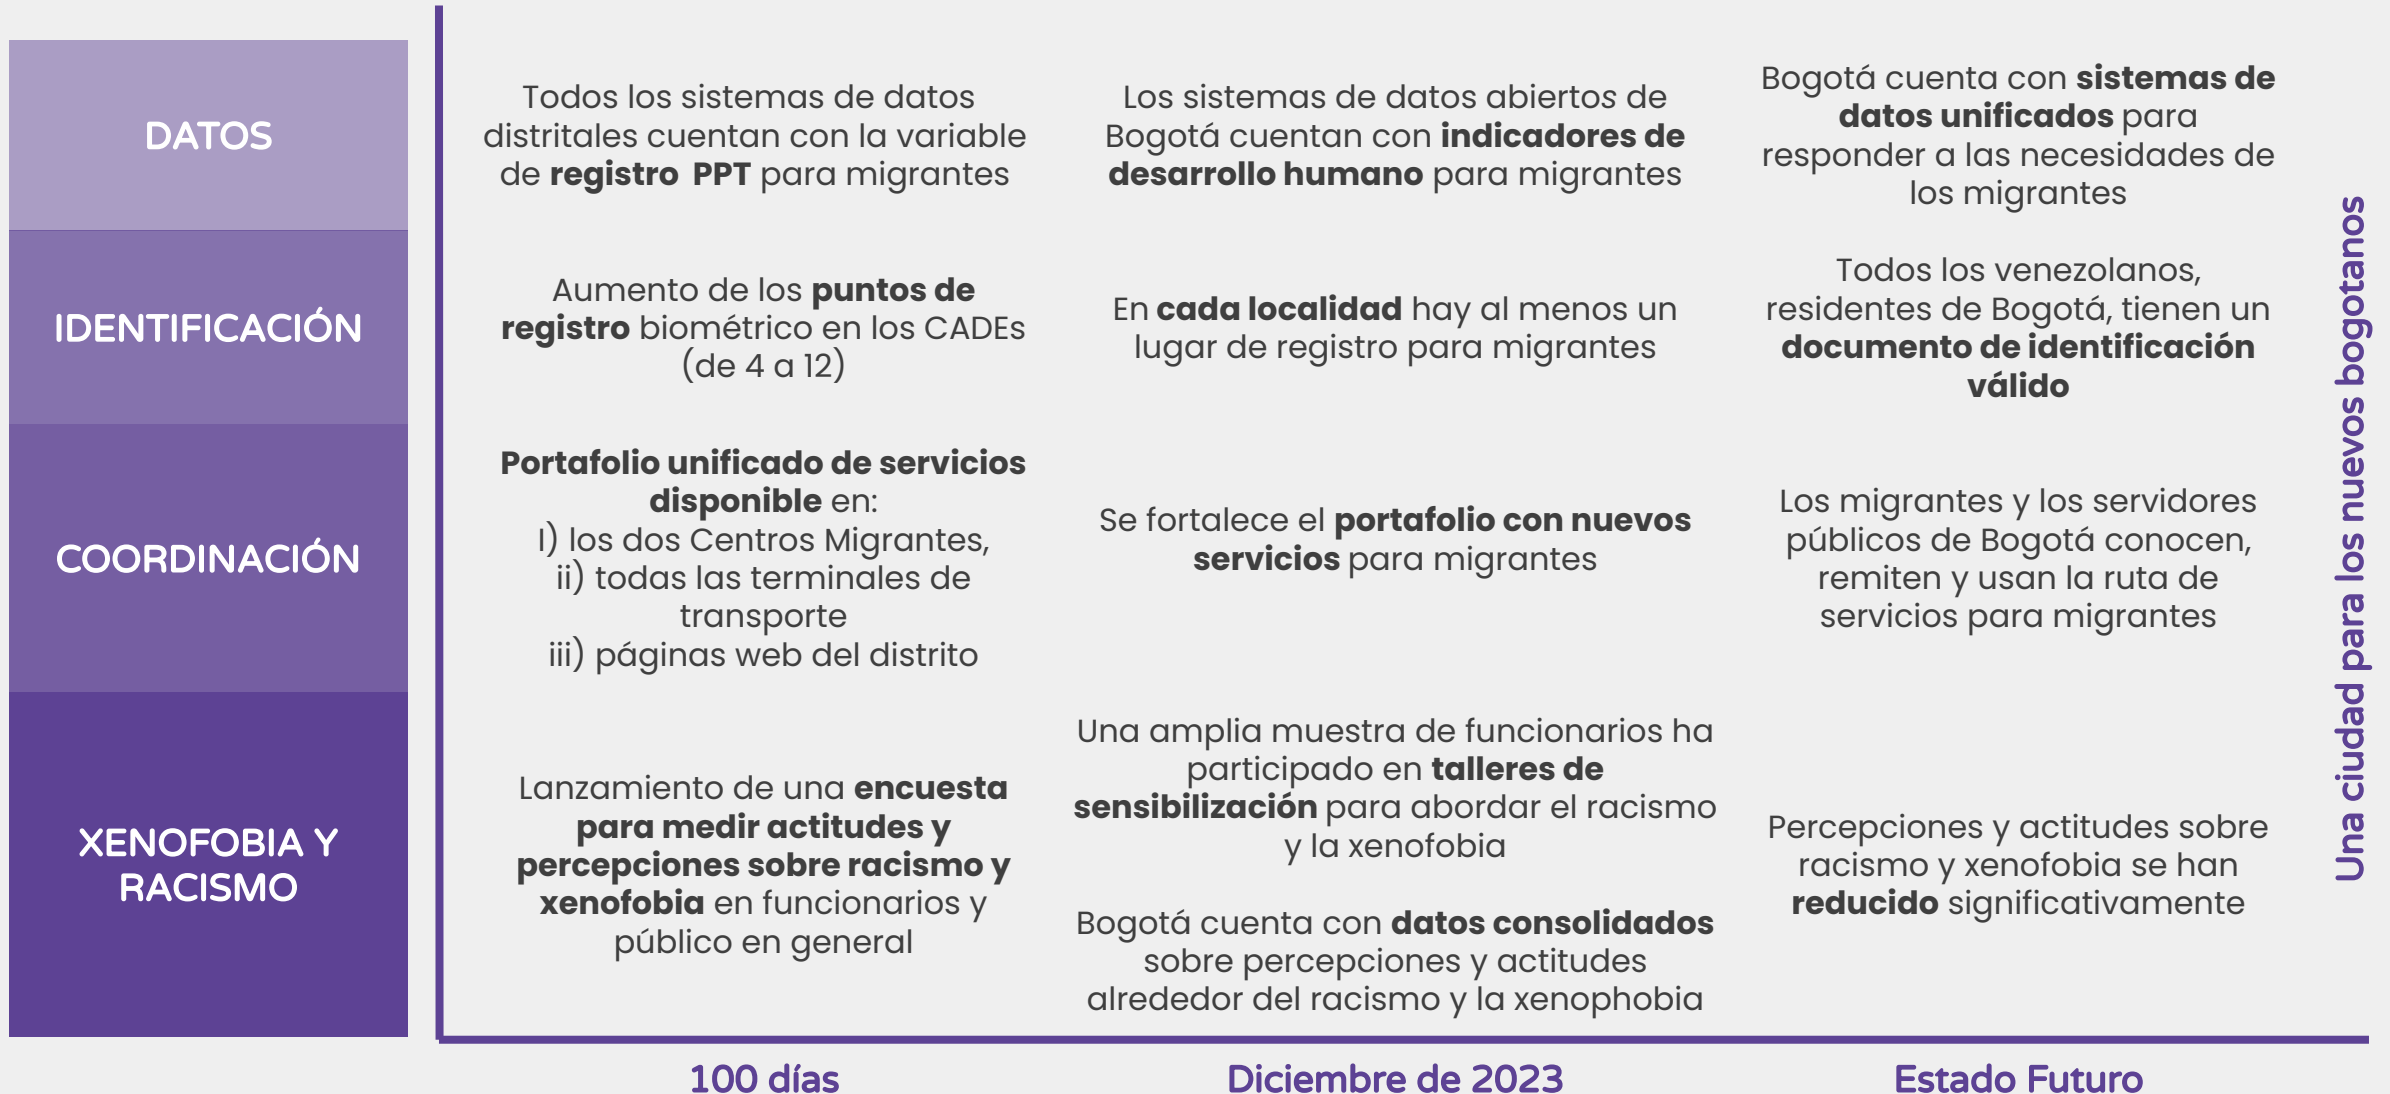 DATOS
Todos los sistemas de datos
distritales cuentan con la variable
de registro PPT para migrantes
Los sistemas de datos abiertos de
Bogotá cuentan con indicadores de
desarrollo humano para migrantes
Bogotá cuenta con sistemas de
datos unificados para
responder a las necesidades de
los migrantes
IDENTIFICACIÓN
Aumento de los puntos de
registro biométrico en los CADEs
(de 4 a 12)
En cada localidad hay al menos un
lugar de registro para migrantes
Todos los venezolanos,
residentes de Bogotá, tienen un
documento de identificación
válido
COORDINACIÓN
Portafolio unificado de servicios
disponible en:
I) los dos Centros Migrantes,
ii) todas las terminales de
transporte
iii) páginas web del distrito
Se fortalece el portafolio con nuevos
servicios para migrantes
Los migrantes y los servidores
públicos de Bogotá conocen,
remiten y usan la ruta de
servicios para migrantes
XENOFOBIA Y
RACISMO
Lanzamiento de una encuesta
para medir actitudes y
percepciones sobre racismo y
xenofobia en funcionarios y
público en general
Una amplia muestra de funcionarios ha
participado en talleres de
sensibilización para abordar el racismo
y la xenofobia
Bogotá cuenta con datos consolidados
sobre percepciones y actitudes
alrededor del racismo y la xenophobia
Percepciones y actitudes sobre
racismo y xenofobia se han
reducido significativamente
Una ciudad para los nuevos bogotanos
100 días
Diciembre de 2023
Estado Futuro